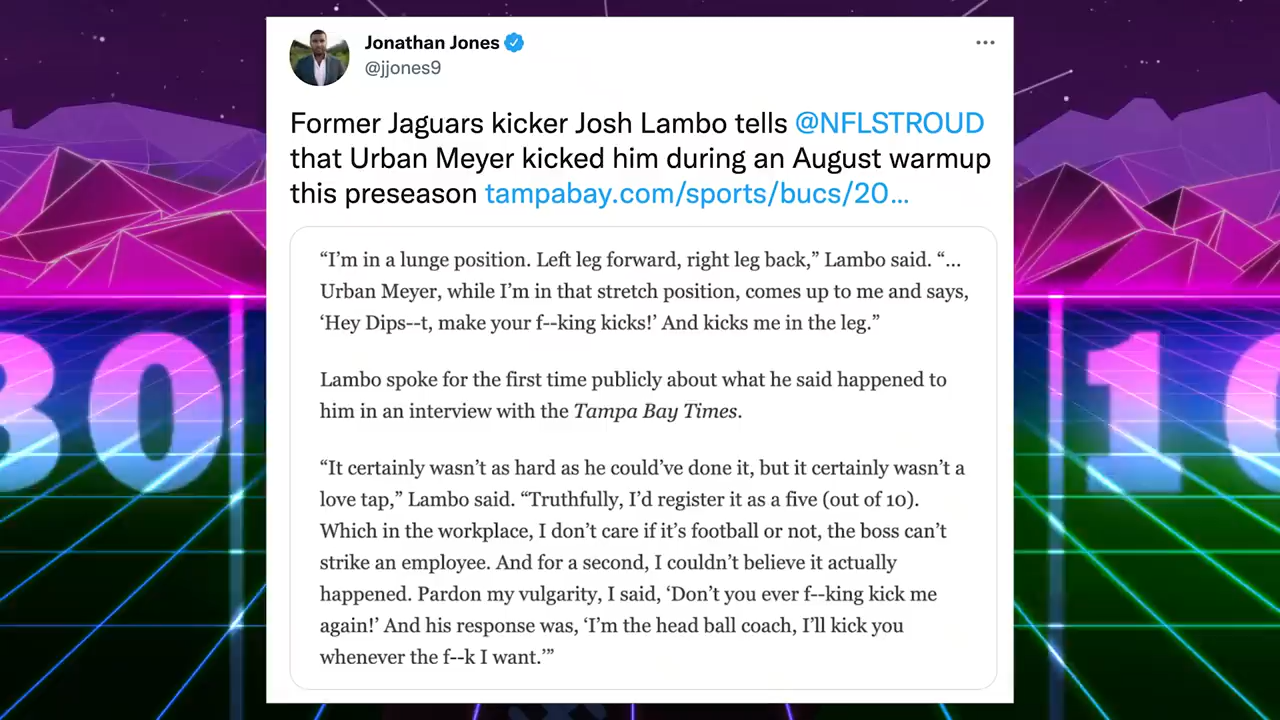 Jonathan Jones
@jjones9
Former Jaguars kicker Josh Lambo tells @NFLSTROUD
that Urban Meyer kicked him during an August warmup
this preseason tampabay.com/sports/bucs/20…
“I’m in a lunge position. Left leg forward, right leg back,” Lambo said. “…
Urban Meyer, while I’m in that stretch position, comes up to me and says,
‘Hey Dips--t, make your f--king kicks!’ And kicks me in the leg.”
Lambo spoke for the first time publicly about what he said happened to
him in an interview with the Tampa Bay Times.
“It certainly wasn’t as hard as he could’ve done it, but it certainly wasn’t a
love tap,” Lambo said. “Truthfully, I’d register it as a five (out of 10).
Which in the workplace, I don’t care if it’s football or not, the boss can’t
strike an employee. And for a second, I couldn’t believe it actually
happened. Pardon my vulgarity, I said, ‘Don’t you ever f--king kick me
again!’ And his response was, ‘I’m the head ball coach, I’ll kick you
whenever the f--k I want.’”
30
10